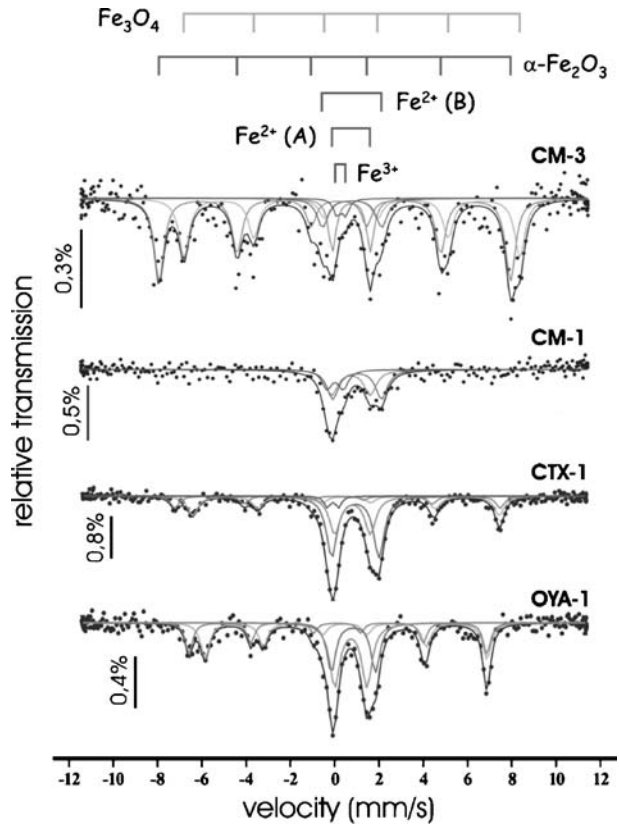 Fe₃O₄
α-Fe₂O₃
Fe²⁺ (B)
Fe²⁺ (A)
Fe³⁺
CM-3
0,3%
CM-1
0,5%
CTX-1
0,8%
OYA-1
0,4%
relative transmission
-12 -10 -8 -6 -4 -2 0 2 4 6 8 10 12
velocity (mm/s)